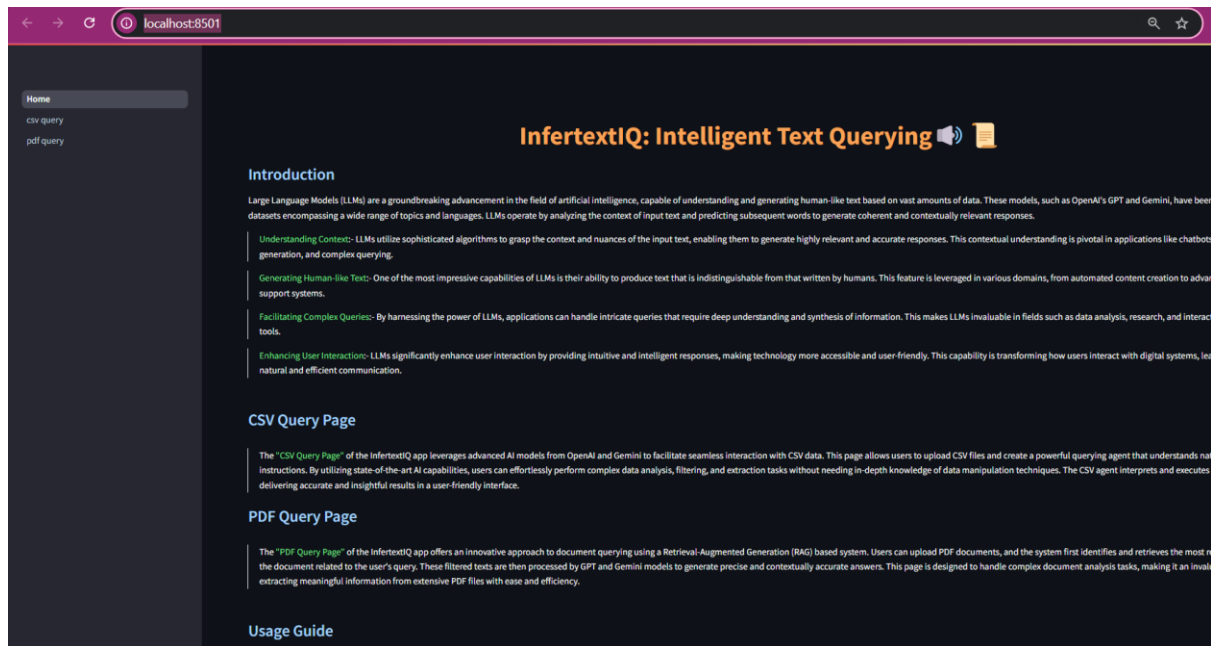 localhost:8501
Home
csv query
pdf query
InfertextIQ: Intelligent Text Querying
Introduction
Large Language Models (LLMs) are a groundbreaking advancement in the field of artificial intelligence, capable of understanding and generating human-like text based on vast amounts of data. These models, such as OpenAI's GPT and Gemini, have been
datasets encompassing a wide range of topics and languages. LLMs operate by analyzing the context of input text and predicting subsequent words to generate coherent and contextually relevant responses.
Understanding Context:- LLMs utilize sophisticated algorithms to grasp the context and nuances of the input text, enabling them to generate highly relevant and accurate responses. This contextual understanding is pivotal in applications like chatbots
generation, and complex querying.
Generating Human-like Text:- One of the most impressive capabilities of LLMs is their ability to produce text that is indistinguishable from that written by humans. This feature is leveraged in various domains, from automated content creation to
support systems.
Facilitating Complex Queries:- By harnessing the power of LLMs, applications can handle intricate queries that require deep understanding and synthesis of information. This makes LLMs invaluable in fields such as data analysis, research, and
tools.
Enhancing User Interaction:- LLMs significantly enhance user interaction by providing intuitive and intelligent responses, making technology more accessible and user-friendly. This capability is transforming how users interact with digital systems,
natural and efficient communication.
CSV Query Page
The "CSV Query Page" of the InfertextIQ app leverages advanced AI models from OpenAI and Gemini to facilitate seamless interaction with CSV data. This page allows users to upload CSV files and create a powerful querying agent that understands
instructions. By utilizing state-of-the-art AI capabilities, users can effortlessly perform complex data analysis, filtering, and extraction tasks without needing in-depth knowledge of data manipulation techniques. The CSV agent interprets and executes
delivering accurate and insightful results in a user-friendly interface.
PDF Query Page
The "PDF Query Page" of the InfertextIQ app offers an innovative approach to document querying using a Retrieval-Augmented Generation (RAG) based system. Users can upload PDF documents, and the system first identifies and retrieves the most
the document related to the user's query. These filtered texts are then processed by GPT and Gemini models to generate precise and contextually accurate answers. This page is designed to handle complex document analysis tasks, making it an
extracting meaningful information from extensive PDF files with ease and efficiency.
Usage Guide